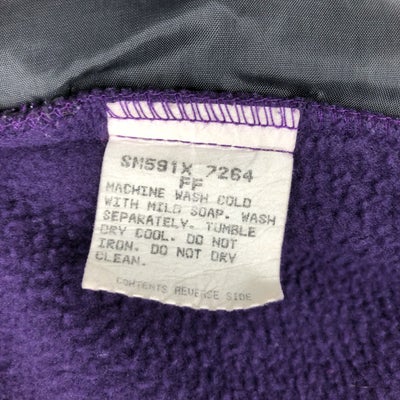 SM591X 7264
FF
MACHINE WASH COLD
WITH MILD SOAP. WASH
SEPARATELY. TUMBLE
DRY COOL. DO NOT
IRON. DO NOT DRY
CLEAN.
CONTENTS REVERSE SIDE